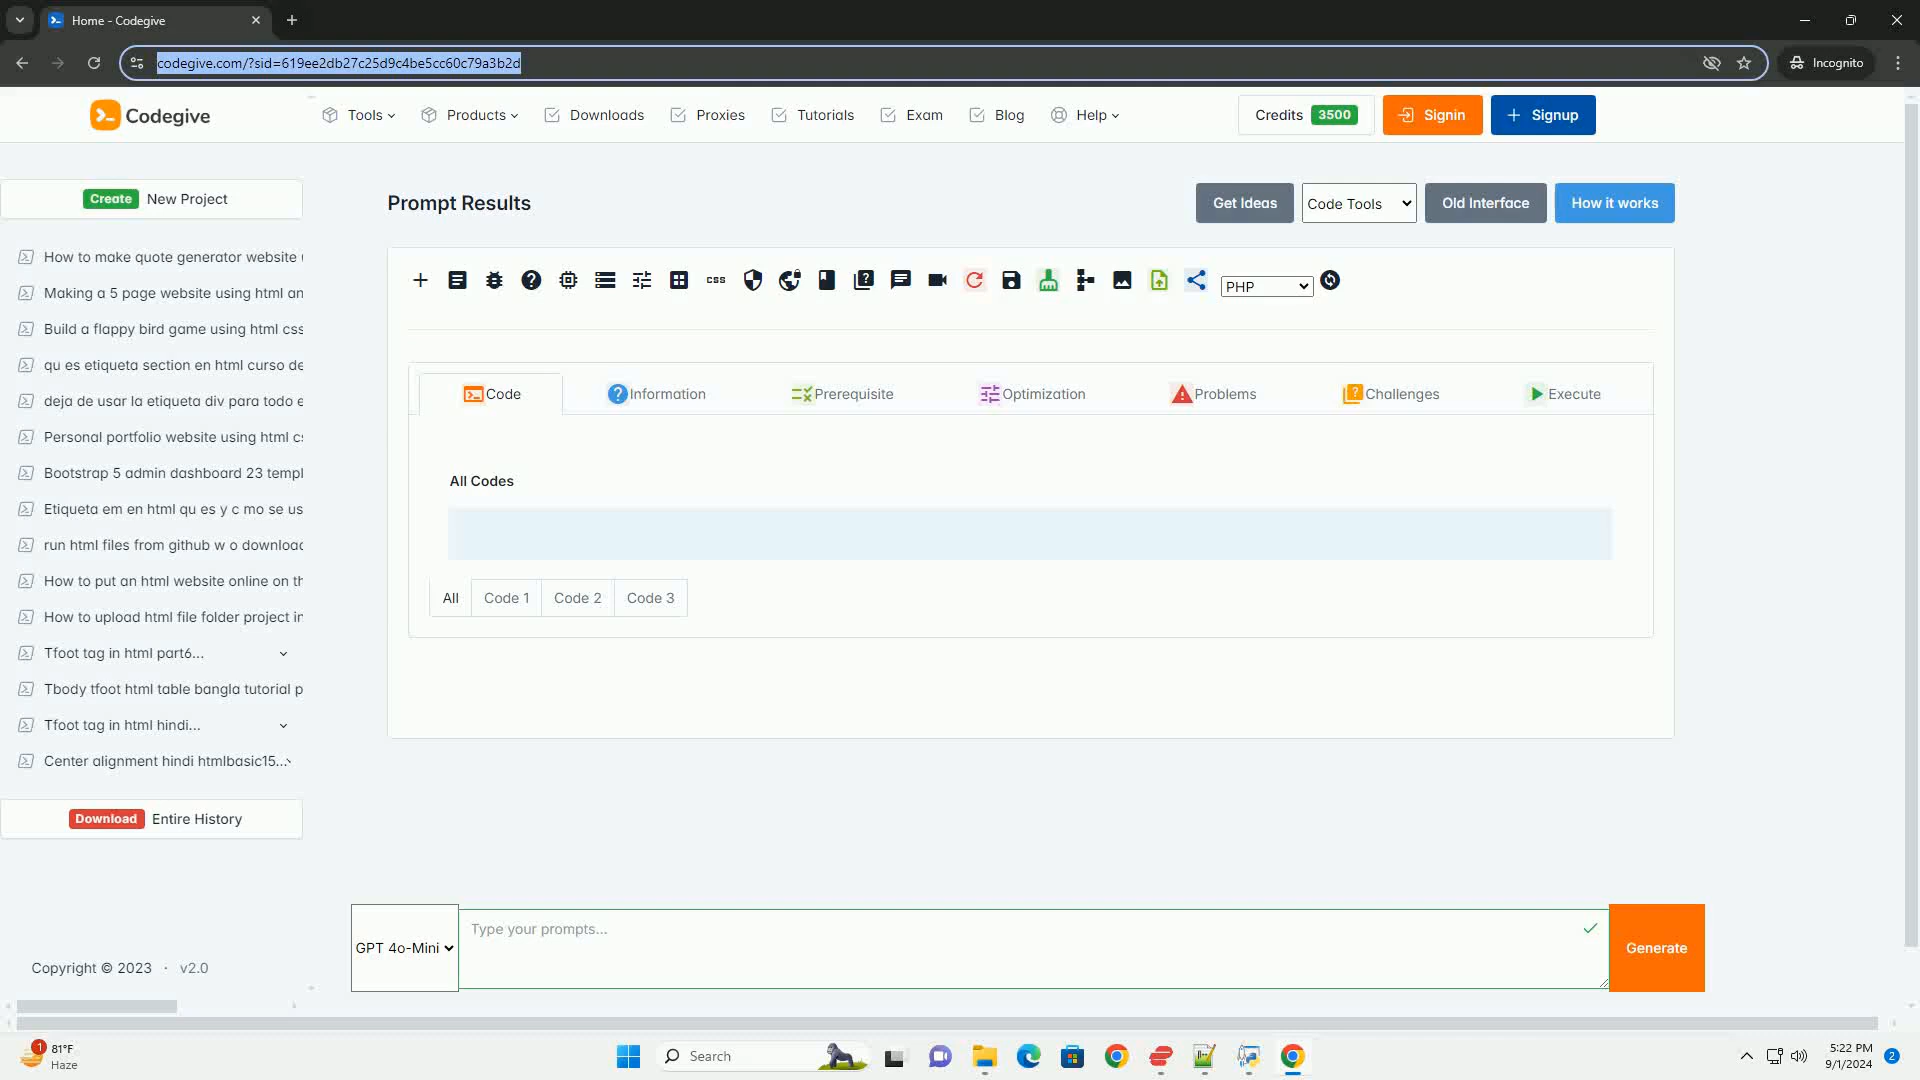 Home - Codegive
codegive.com/?sid=619ee2db27c25d9c4be5cc60c79a3b2d
Incognito
Codegive
Tools
Products
Downloads
Proxies
Tutorials
Exam
Blog
Help
Credits 3500
Signin
Signup
Create New Project
How to make quote generator website
Making a 5 page website using html an
Build a flappy bird game using html css
qu es etiqueta section en html curso de
deja de usar la etiqueta div para todo e
Personal portfolio website using html cs
Bootstrap 5 admin dashboard 23 templ
Etiqueta em en html qu es y c mo se us
run html files from github w o download
How to put an html website online on th
How to upload html file folder project in
Tfoot tag in html part6...
Tbody tfoot html table bangla tutorial p
Tfoot tag in html hindi...
Center alignment hindi htmlbasic15...
Download Entire History
Copyright © 2023 · v2.0
Prompt Results
Get Ideas
Code Tools
Old Interface
How it works
css
PHP
Code
Information
Prerequisite
Optimization
Problems
Challenges
Execute
All Codes
All
Code 1
Code 2
Code 3
GPT 4o-Mini
Type your prompts...
Generate
1
81°F
Haze
Search
5:22 PM
9/1/2024
2